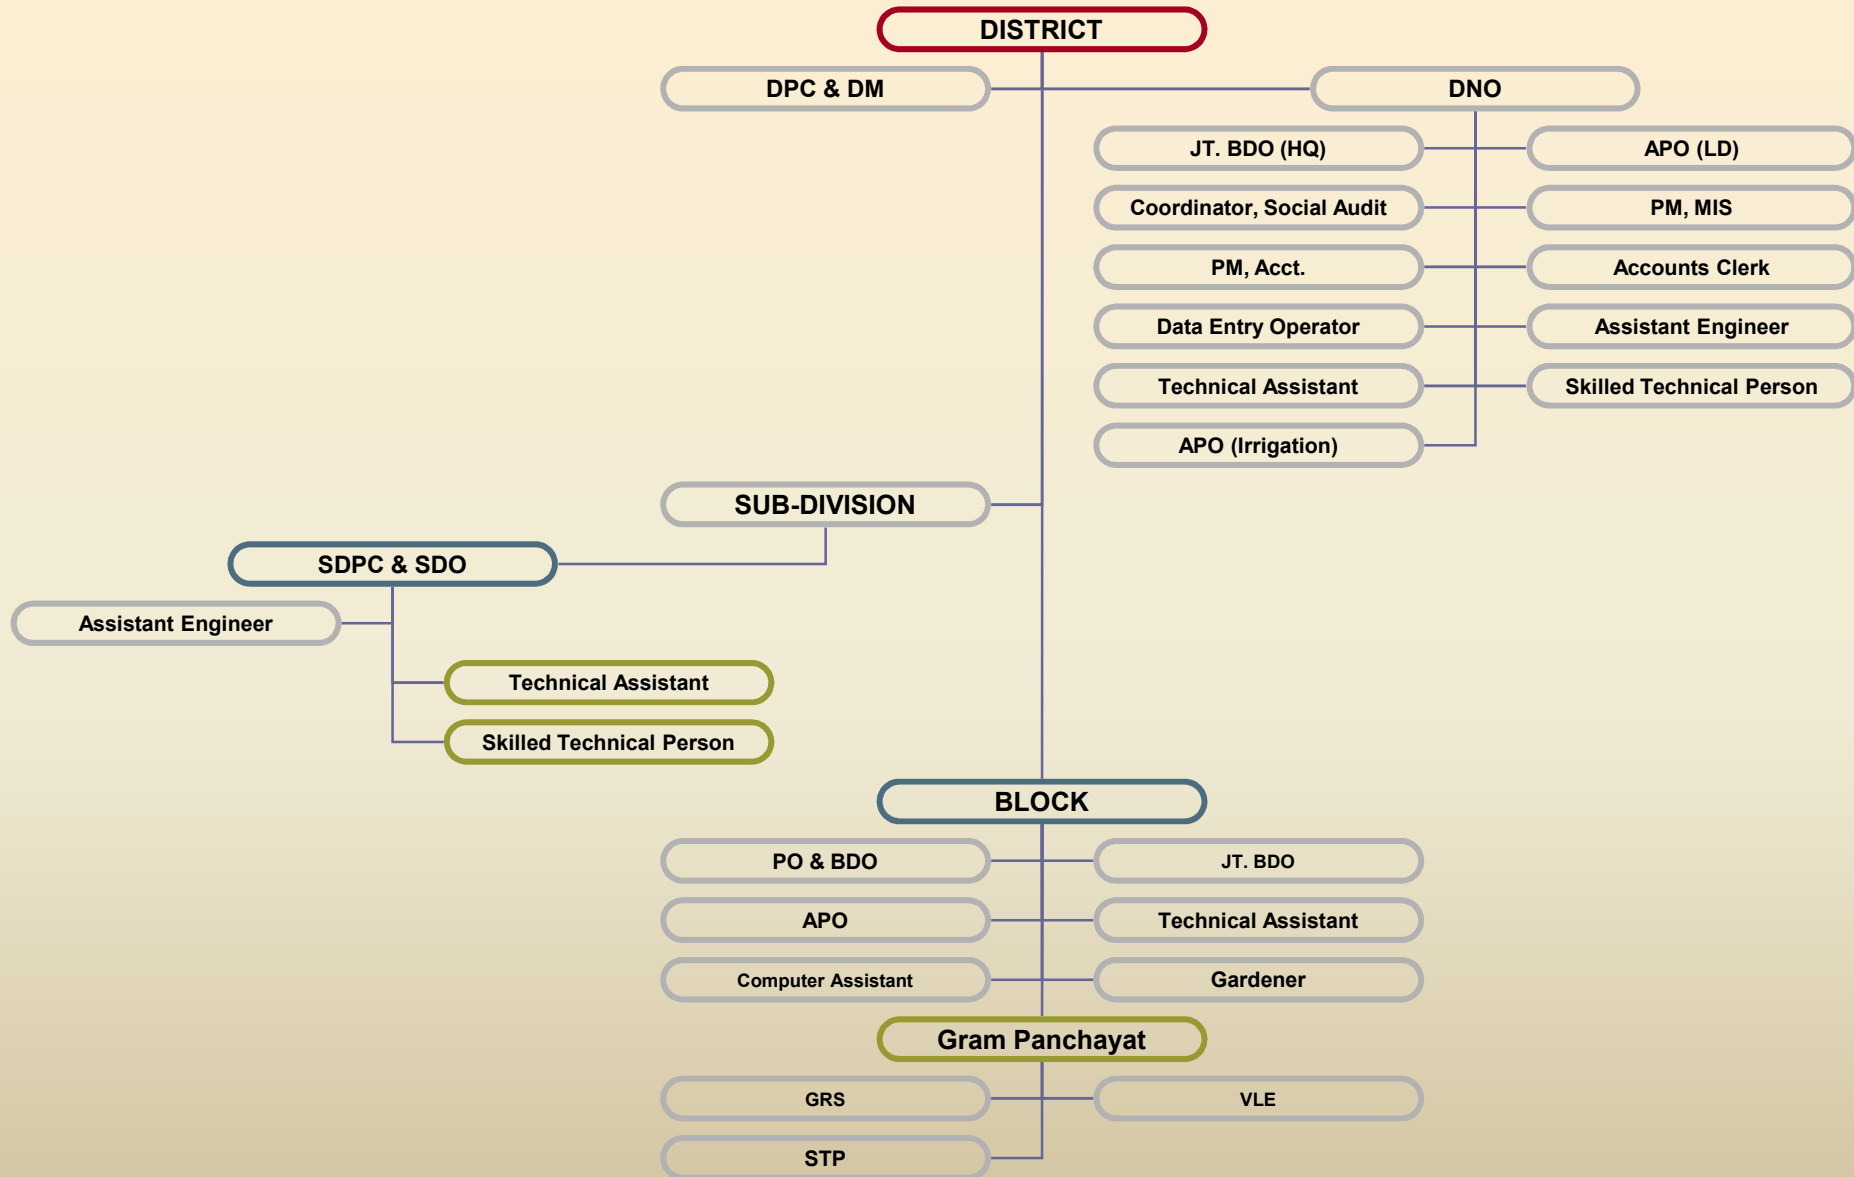 DISTRICT
DPC & DM
DNO
JT. BDO (HQ)
APO (LD)
Coordinator, Social Audit
PM, MIS
PM, Acct.
Accounts Clerk
Data Entry Operator
Assistant Engineer
Technical Assistant
Skilled Technical Person
APO (Irrigation)
SUB-DIVISION
SDPC & SDO
Assistant Engineer
Technical Assistant
Skilled Technical Person
BLOCK
PO & BDO
JT. BDO
APO
Technical Assistant
Computer Assistant
Gardener
Gram Panchayat
GRS
VLE
STP